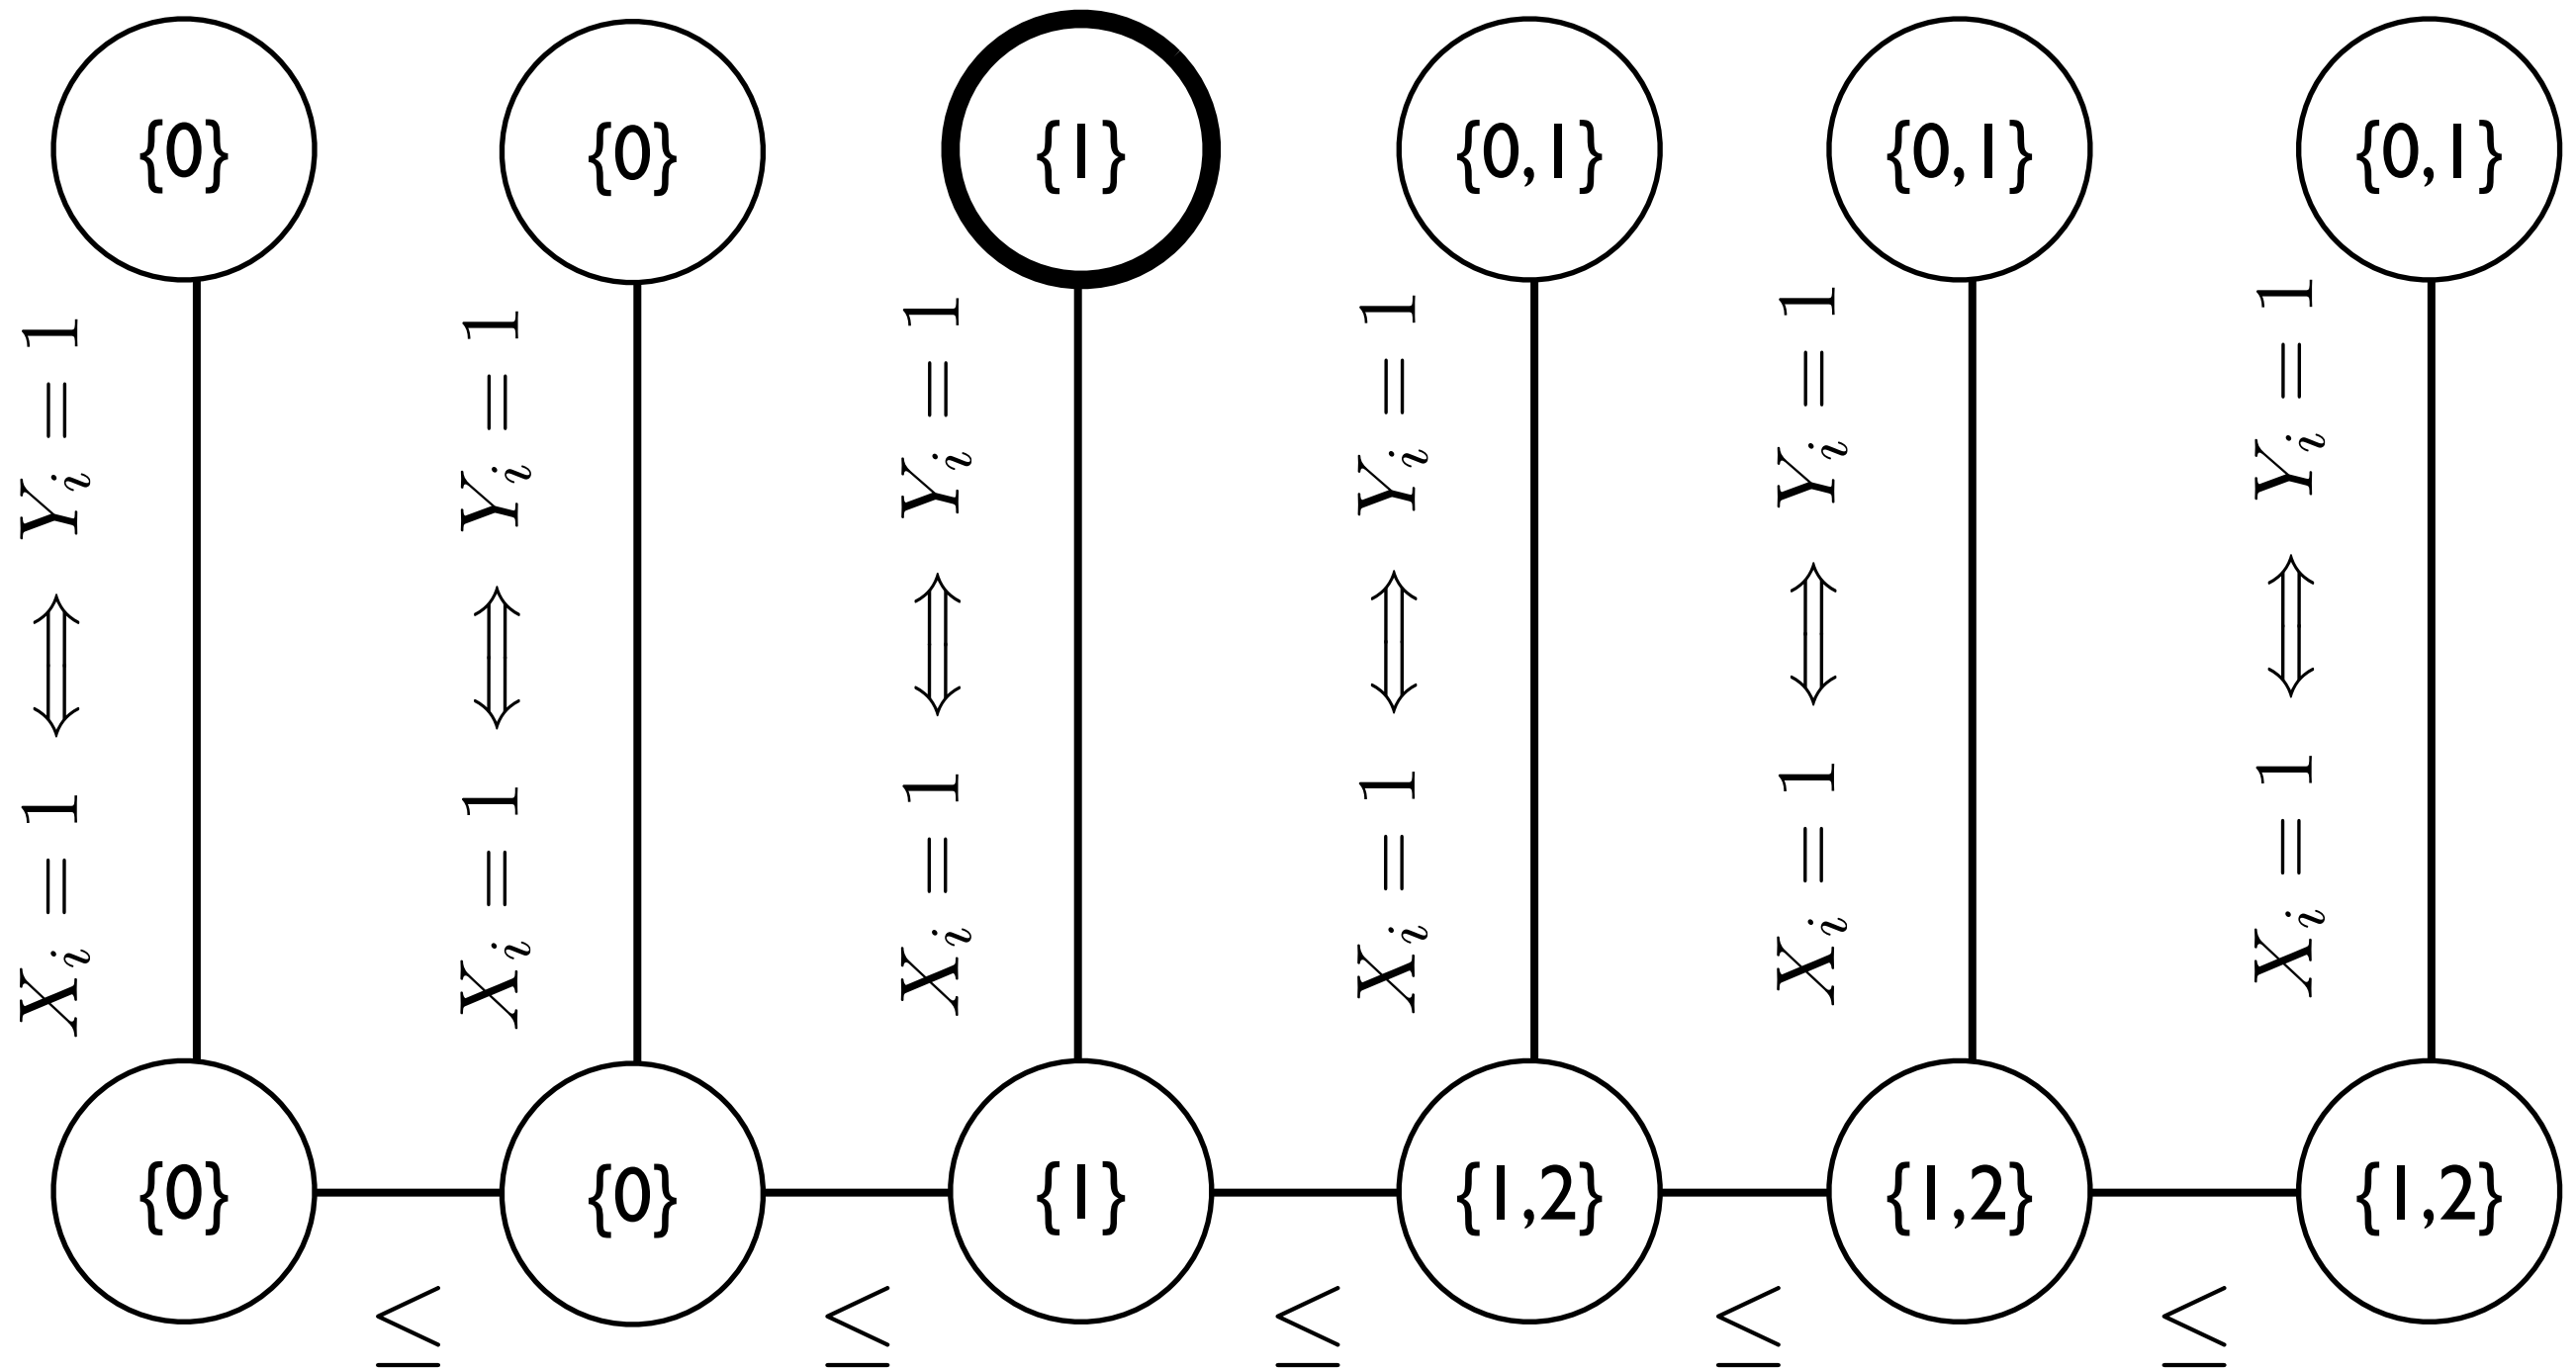 {0} {0} {1} {0,1} {0,1} {0,1}
X_i = 1 ⟺ Y_i = 1
X_i = 1 ⟺ Y_i = 1
X_i = 1 ⟺ Y_i = 1
X_i = 1 ⟺ Y_i = 1
X_i = 1 ⟺ Y_i = 1
X_i = 1 ⟺ Y_i = 1
{0} {0} {1} {1,2} {1,2} {1,2}
≤ ≤ ≤ ≤ ≤